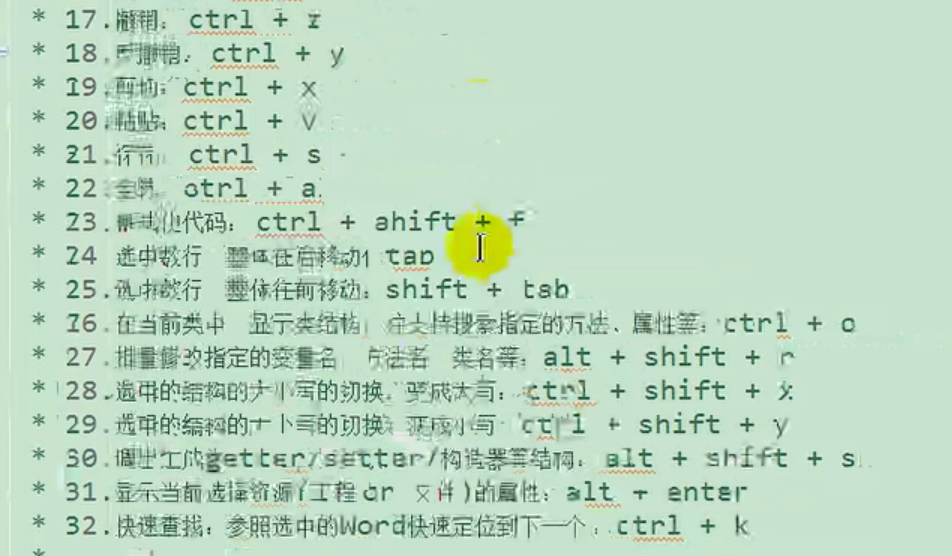 * 17.撤销: ctrl + z
* 18.反撤销: ctrl + y
* 19.剪切: ctrl + x
* 20.粘贴: ctrl + v
* 21. ctrl + s
* 22 全选: ctrl + a
* 23. 代码: ctrl + ahift + f
* 24 选中数行 整体往后移动: tab
* 25.选中数行 整体往前移动: shift + tab
* 26.在当前类中 显示类结构 并支持搜索指定的方法、属性等: ctrl + o
* 27.批量修改指定的变量名 方法名 类名等: alt + shift + r
* 28.选中的结构的大小写的切换 变成大写: ctrl + shift + x
* 29.选中的结构的大小写的切换 变成小写 ctrl + shift + y
* 30.调出生成getter/setter/构造器等结构: alt + shift + s
* 31.显示当前选择资源(工程 or 文件)的属性: alt + enter
* 32.快速查找: 参照选中的Word快速定位到下一个: ctrl + k